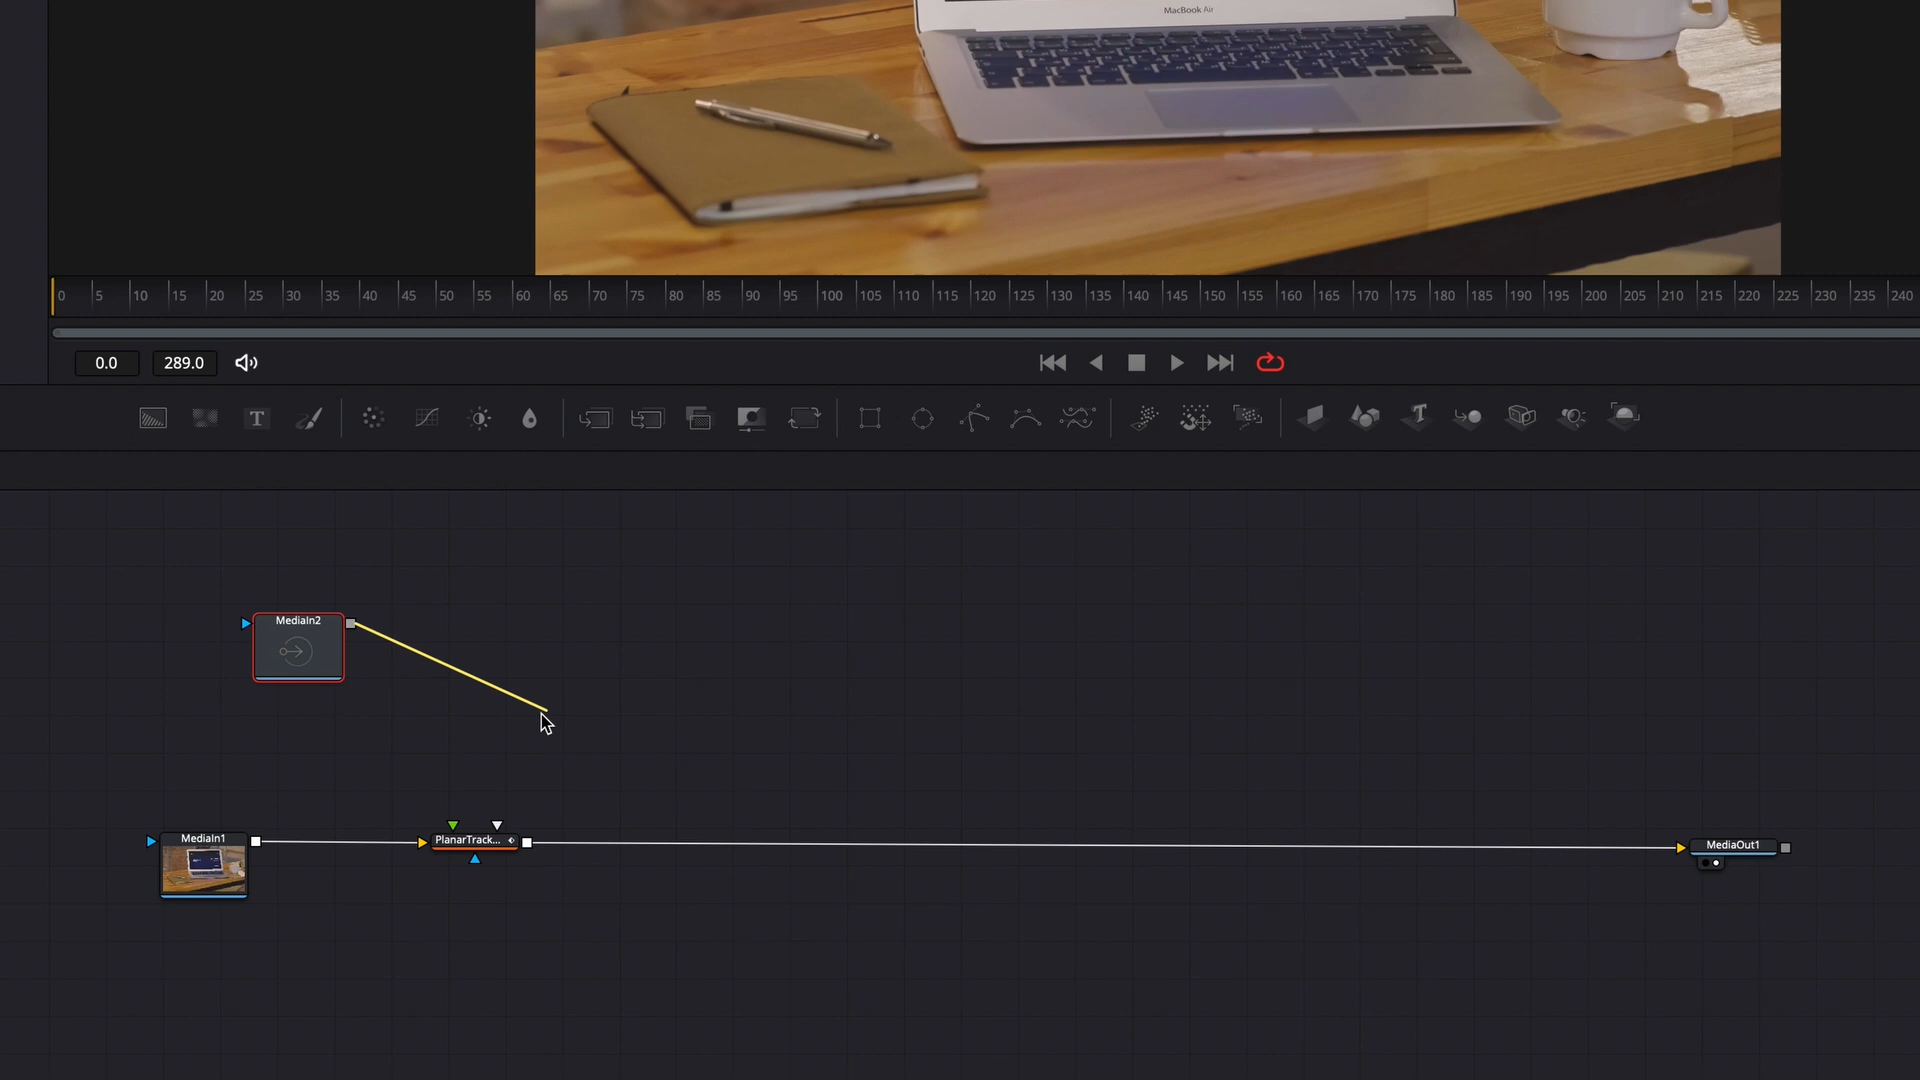 MacBook Air
0 5 10 15 20 25 30 35 40 45 50 55 60 65 70 75 80 85 90 95 100 105 110 115 120 125 130 135 140 145 150 155 160 165 170 175 180 185 190 195 200 205 210 215 220 225 230 235 240
0.0 289.0
T
MediaIn2
MediaIn1
PlanarTrack...
MediaOut1